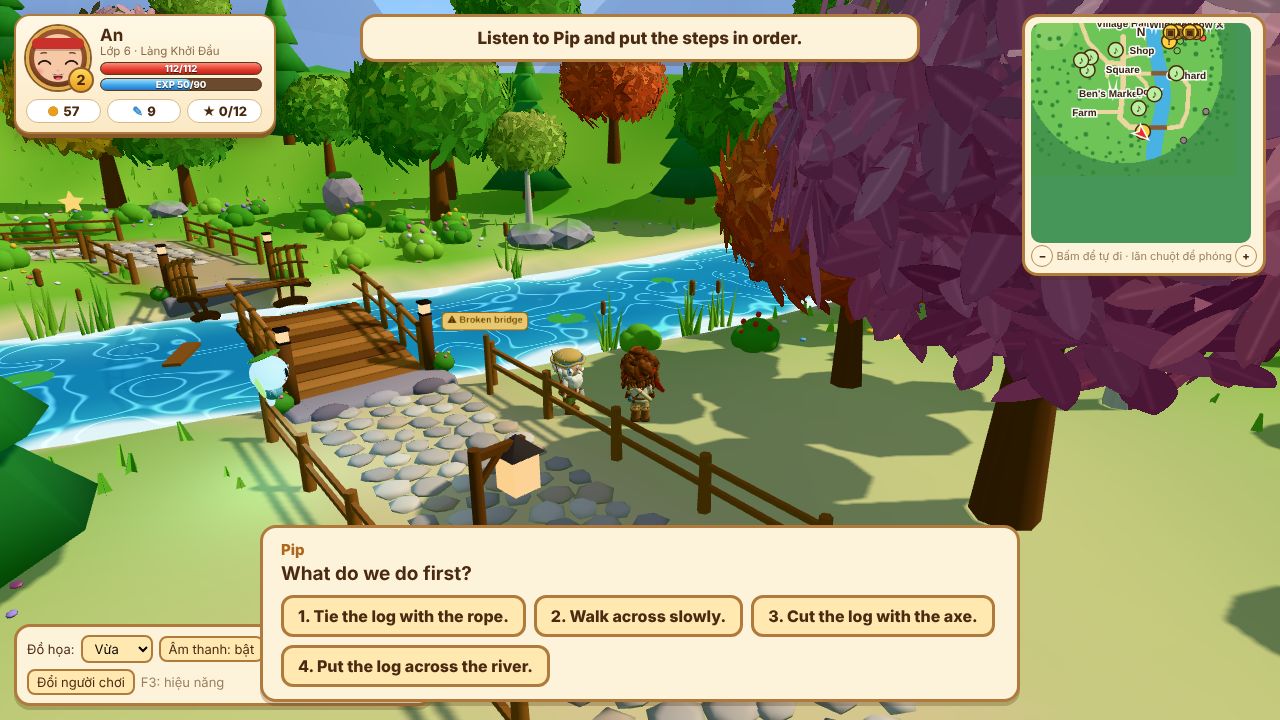 An
Lớp 6 · Làng Khởi Đầu
112/112
EXP 50/90
2
57
9
★ 0/12
Listen to Pip and put the steps in order.
N
Shop
Square
Ben's Marke
Farm
− Bấm để tự đi · lăn chuột để phóng +
⚠ Broken bridge
Pip
What do we do first?
1. Tie the log with the rope.
2. Walk across slowly.
3. Cut the log with the axe.
4. Put the log across the river.
Đồ họa: Vừa Âm thanh: bật
Đổi người chơi F3: hiệu năng